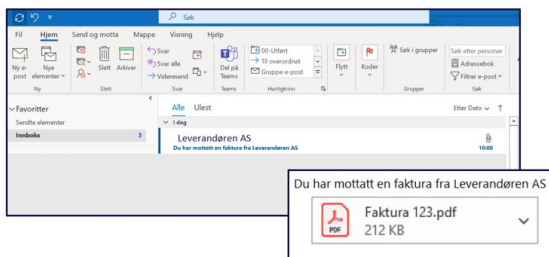 Søk
Fil Hjem Send og motta Mappe Visning Hjelp
Ny e-post
Nye elementer
Slett
Arkiver
Svar
Svar alle
Videresend
Del på Teams
00-Utført
Til overordnet
Gruppe-e-post
Flytt
Koder
Søk i grupper
Søk etter personer
Adressebok
Filtrer e-post
Ny Slett Svar Teams Hurtigtrinn Grupper Søk
Favoritter
Sendte elementer
Innboks 3
Alle Ulest Etter Dato
I dag
Leverandøren AS
Du har mottatt en faktura fra Leverandøren AS 10:00
Du har mottatt en faktura fra Leverandøren AS
PDF
Faktura 123.pdf
212 KB